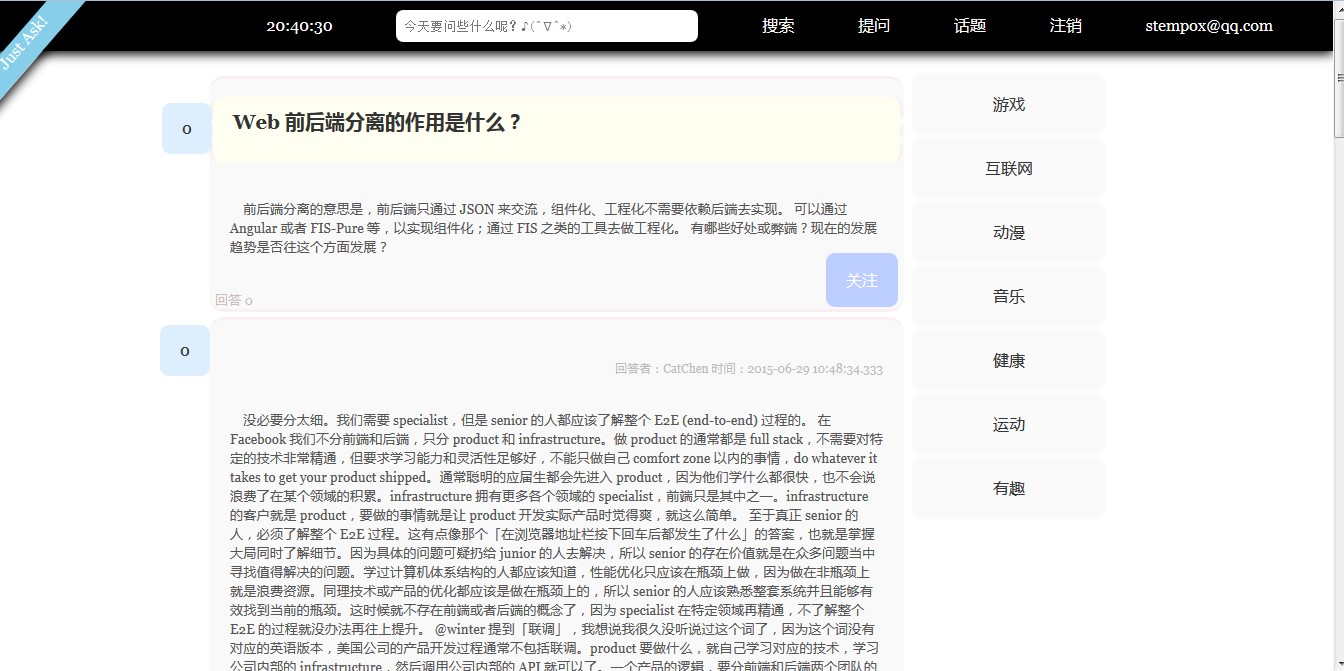 Just Ask!
20:40:30
今天要问些什么呢？♪(^∇^*)
搜索
提问
话题
注销
stempox@qq.com
0
Web 前后端分离的作用是什么？
前后端分离的意思是，前后端只通过 JSON 来交流，组件化、工程化不需要依赖后端去实现。 可以通过
Angular 或者 FIS-Pure 等，以实现组件化；通过 FIS 之类的工具去做工程化。 有哪些好处或弊端？现在的发展
趋势是否往这个方面发展？
关注
回答 0
0
回答者：CatChen 时间：2015-06-29 10:48:34.333
没必要分太细。我们需要 specialist，但是 senior 的人都应该了解整个 E2E (end-to-end) 过程的。 在
Facebook 我们不分前端和后端，只分 product 和 infrastructure。做 product 的通常都是 full stack，不需要对特
定的技术非常精通，但要求学习能力和灵活性足够好，不能只做自己 comfort zone 以内的事情，do whatever it
takes to get your product shipped。通常聪明的应届生都会先进入 product，因为他们学什么都很快，也不会说
浪费了在某个领域的积累。infrastructure 拥有更多各个领域的 specialist，前端只是其中之一。infrastructure
的客户就是 product，要做的事情就是让 product 开发实际产品时觉得爽，就这么简单。 至于真正 senior 的
人，必须了解整个 E2E 过程。这有点像那个「在浏览器地址栏按下回车后都发生了什么」的答案，也就是掌握
大局同时了解细节。因为具体的问题可疑扔给 junior 的人去解决，所以 senior 的存在价值就是在众多问题当中
寻找值得解决的问题。学过计算机体系结构的人都应该知道，性能优化只应该在瓶颈上做，因为做在非瓶颈上
就是浪费资源。同理技术或产品的优化都应该是做在瓶颈上的，所以 senior 的人应该熟悉整套系统并且能够有
效找到当前的瓶颈。这时候就不存在前端或者后端的概念了，因为 specialist 在特定领域再精通，不了解整个
E2E 的过程就没办法再往上提升。 @winter 提到「联调」，我想说我很久没听说过这个词了，因为这个词没有
对应的英语版本，美国公司的产品开发过程通常不包括联调。product 要做什么，就自己学习对应的技术，学习
公司内部的 infrastructure，然后调用公司内部的 API 就可以了。一个产品的逻辑，要分前端和后端两个团队的
游戏
互联网
动漫
音乐
健康
运动
有趣